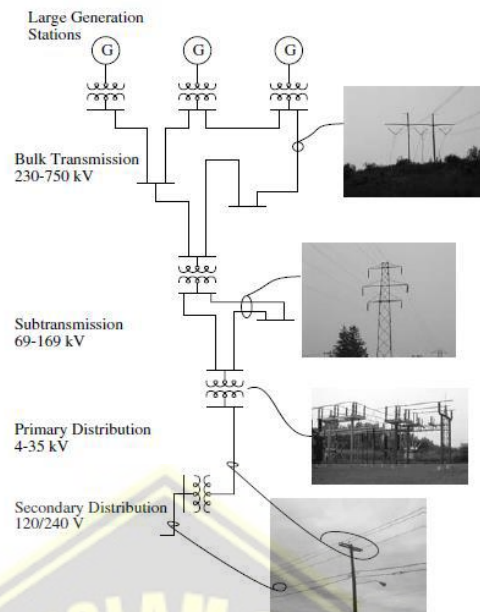 Large Generation
Stations
G
G
G
Bulk Transmission
230-750 kV
Subtransmission
69-169 kV
Primary Distribution
4-35 kV
Secondary Distribution
120/240 V